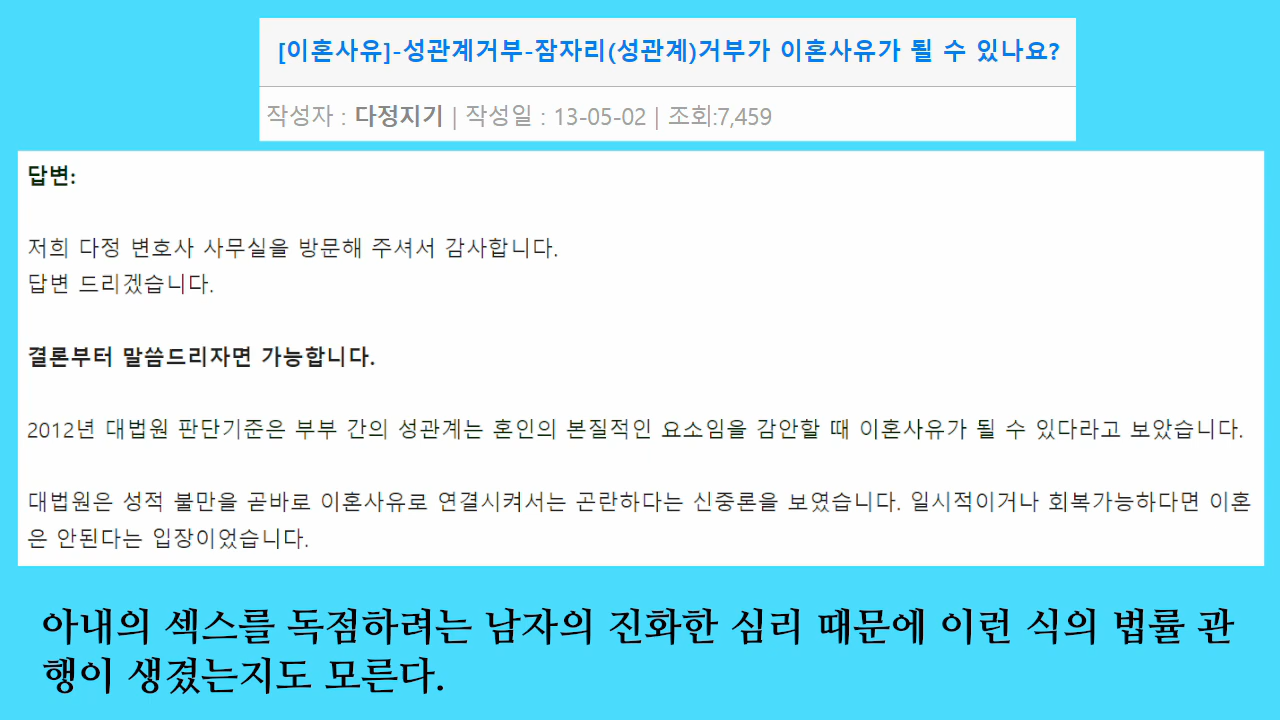 [이혼사유]-성관계거부-잠자리(성관계)거부가 이혼사유가 될 수 있나요?
작성자 : 다정지기 | 작성일 : 13-05-02 | 조회:7,459
답변:
저희 다정 변호사 사무실을 방문해 주셔서 감사합니다.
답변 드리겠습니다.
결론부터 말씀드리자면 가능합니다.
2012년 대법원 판단기준은 부부 간의 성관계는 혼인의 본질적인 요소임을 감안할 때 이혼사유가 될 수 있다라고 보았습니다.
대법원은 성적 불만을 곧바로 이혼사유로 연결시켜서는 곤란하다는 신중론을 보였습니다. 일시적이거나 회복가능하다면 이혼
은 안된다는 입장이었습니다.
아내의 섹스를 독점하려는 남자의 진화한 심리 때문에 이런 식의 법률 관
행이 생겼는지도 모른다.